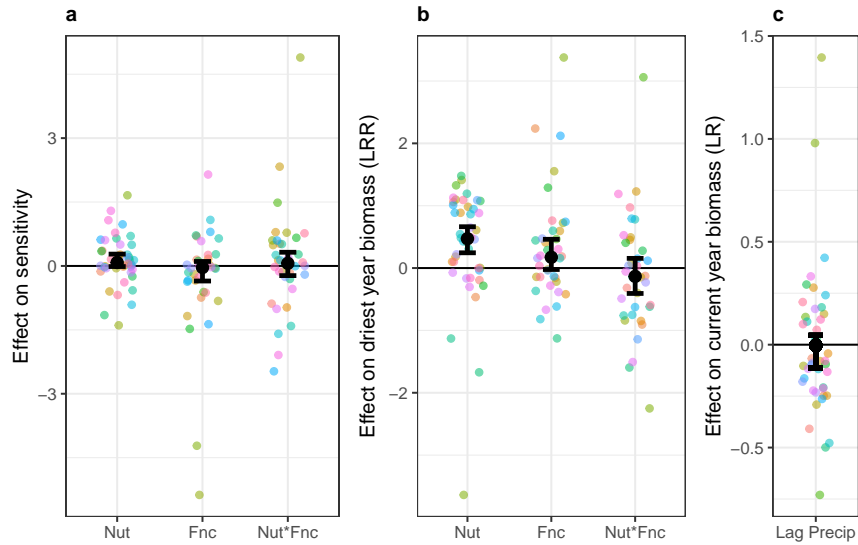 a
Effect on sensitivity
3
0
−3
Nut Fnc Nut*Fnc
b
Effect on driest year biomass (LRR)
2
0
−2
Nut Fnc Nut*Fnc
c
Effect on current year biomass (LR)
1.5
1.0
0.5
0.0
−0.5
Lag Precip